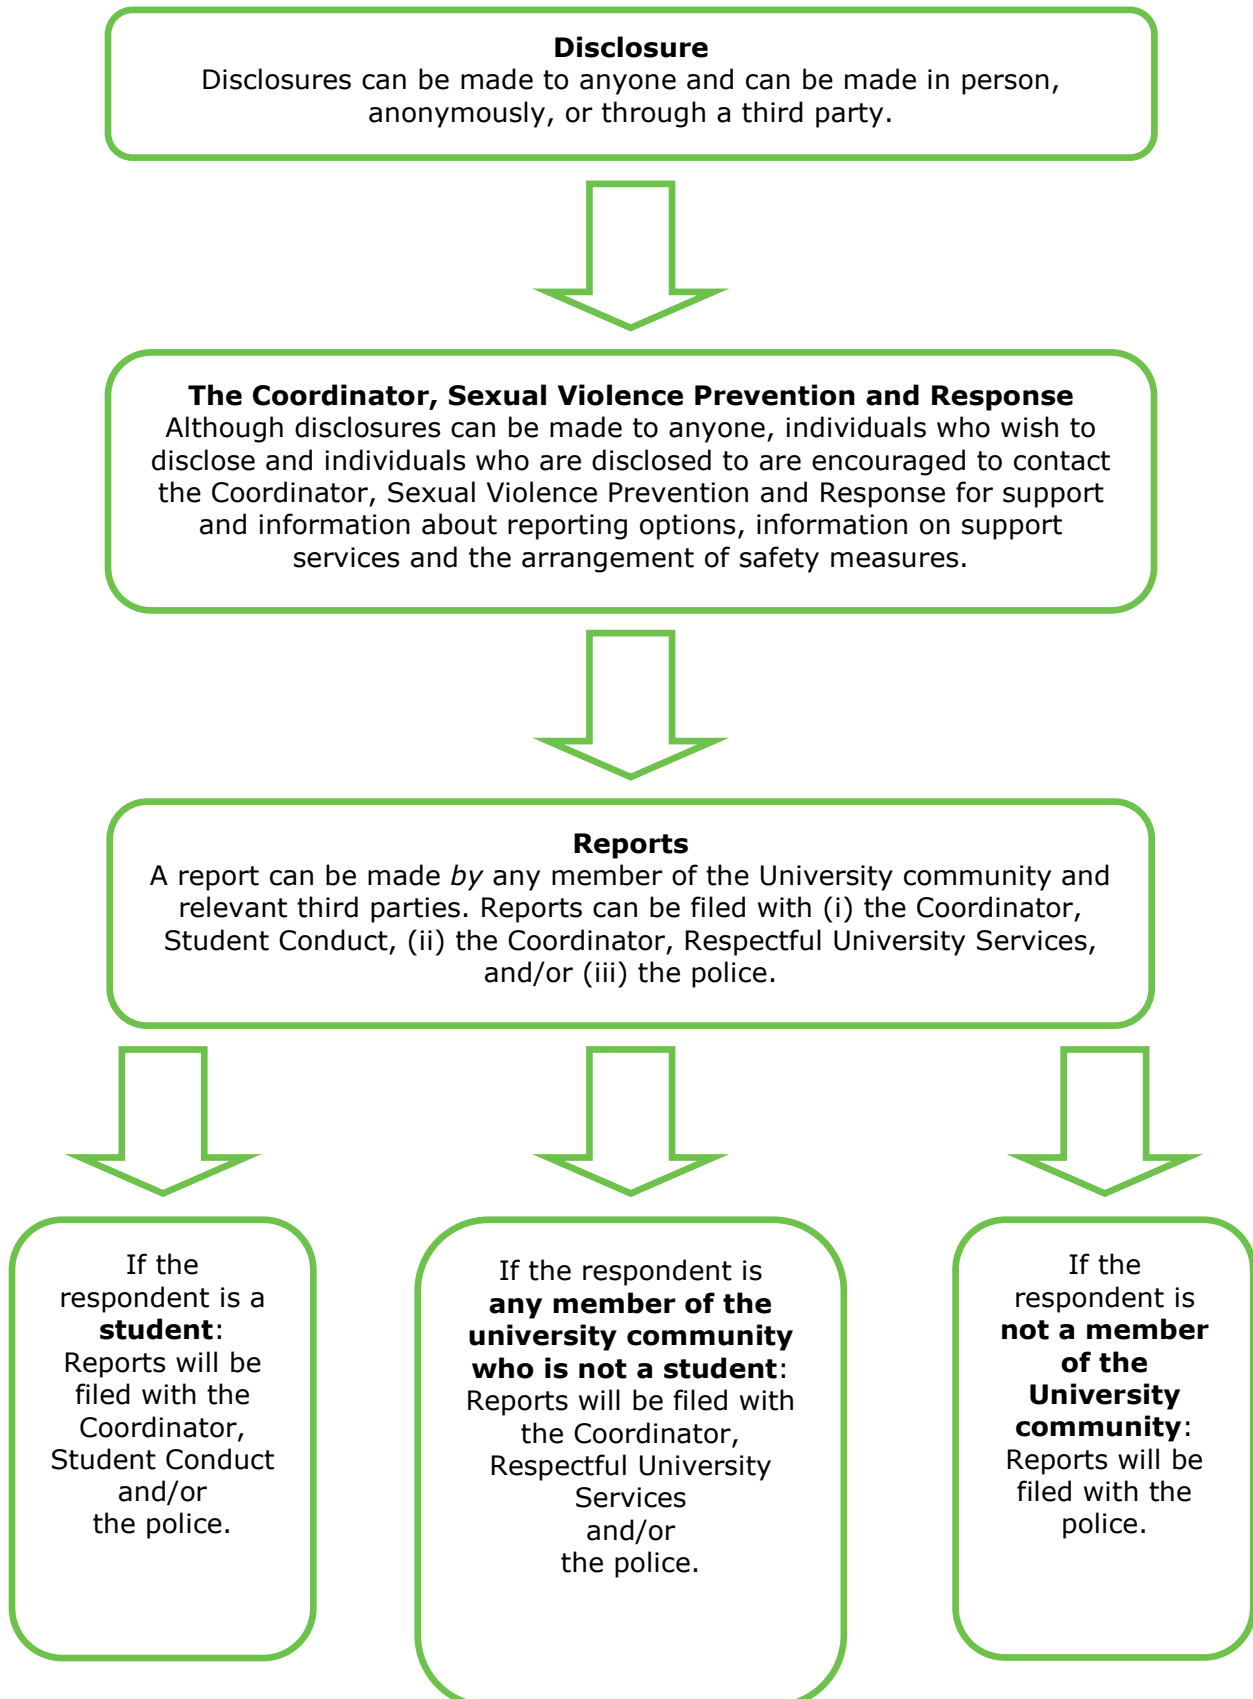 Disclosure
Disclosures can be made to anyone and can be made in person,
anonymously, or through a third party.
The Coordinator, Sexual Violence Prevention and Response
Although disclosures can be made to anyone, individuals who wish to
disclose and individuals who are disclosed to are encouraged to contact
the Coordinator, Sexual Violence Prevention and Response for support
and information about reporting options, information on support
services and the arrangement of safety measures.
Reports
A report can be made by any member of the University community and
relevant third parties. Reports can be filed with (i) the Coordinator,
Student Conduct, (ii) the Coordinator, Respectful University Services,
and/or (iii) the police.
If the
respondent is a
student:
Reports will be
filed with the
Coordinator,
Student Conduct
and/or
the police.
If the respondent is
any member of the
university community
who is not a student:
Reports will be filed with
the Coordinator,
Respectful University
Services
and/or
the police.
If the
respondent is
not a member
of the
University
community:
Reports will be
filed with the
police.